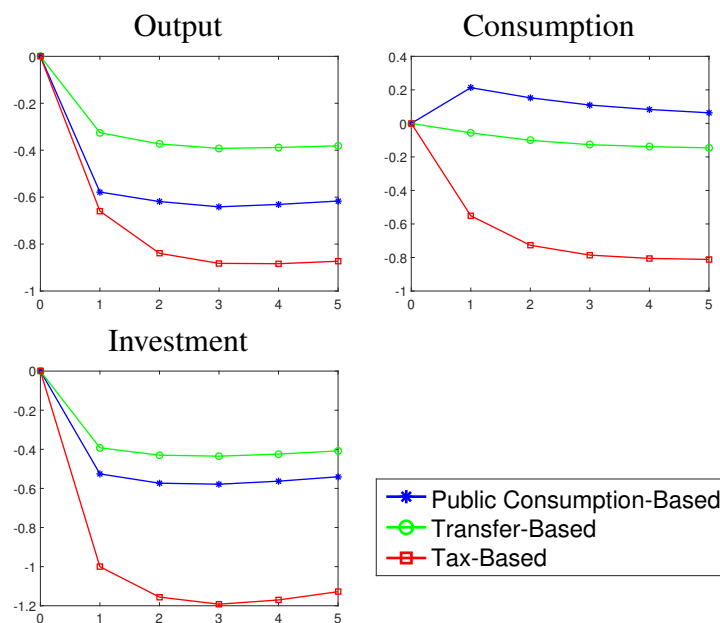 Output
0
-0.2
-0.4
-0.6
-0.8
-1
0 1 2 3 4 5
Consumption
0.4
0.2
0
-0.2
-0.4
-0.6
-0.8
-1
0 1 2 3 4 5
Investment
0
-0.2
-0.4
-0.6
-0.8
-1
-1.2
0 1 2 3 4 5
Public Consumption-Based
Transfer-Based
Tax-Based